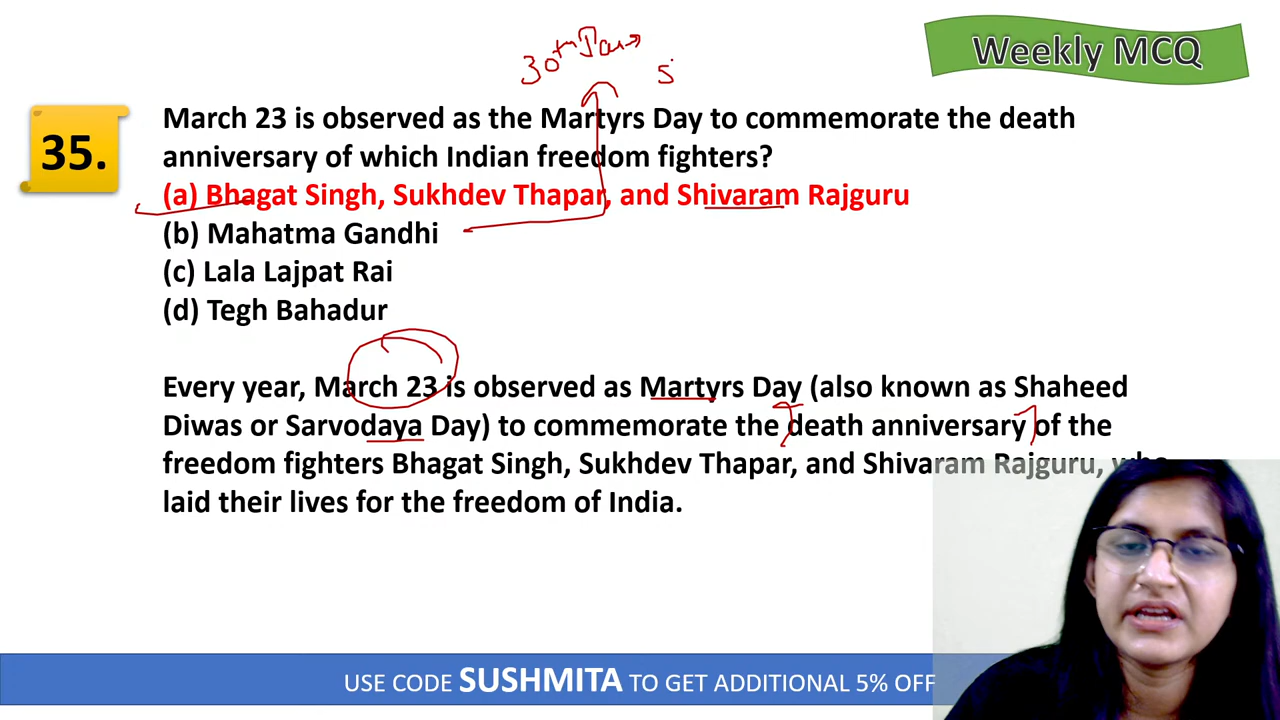 Weekly MCQ
30th Jan →
35.
March 23 is observed as the Martyrs Day to commemorate the death
anniversary of which Indian freedom fighters?
(a) Bhagat Singh, Sukhdev Thapar, and Shivaram Rajguru
(b) Mahatma Gandhi
(c) Lala Lajpat Rai
(d) Tegh Bahadur
Every year, March 23 is observed as Martyrs Day (also known as Shaheed
Diwas or Sarvodaya Day) to commemorate the death anniversary of the
freedom fighters Bhagat Singh, Sukhdev Thapar, and Shivaram Rajguru, who
laid their lives for the freedom of India.
USE CODE SUSHMITA TO GET ADDITIONAL 5% OFF